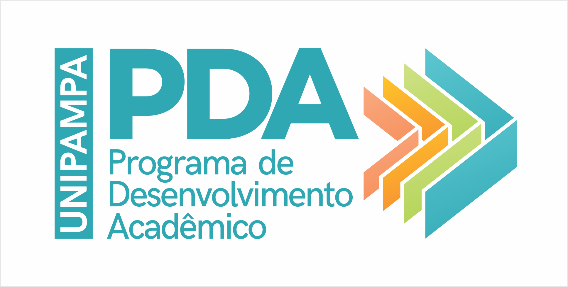 UNIPAMPA
PDA
Programa de
Desenvolvimento
Acadêmico